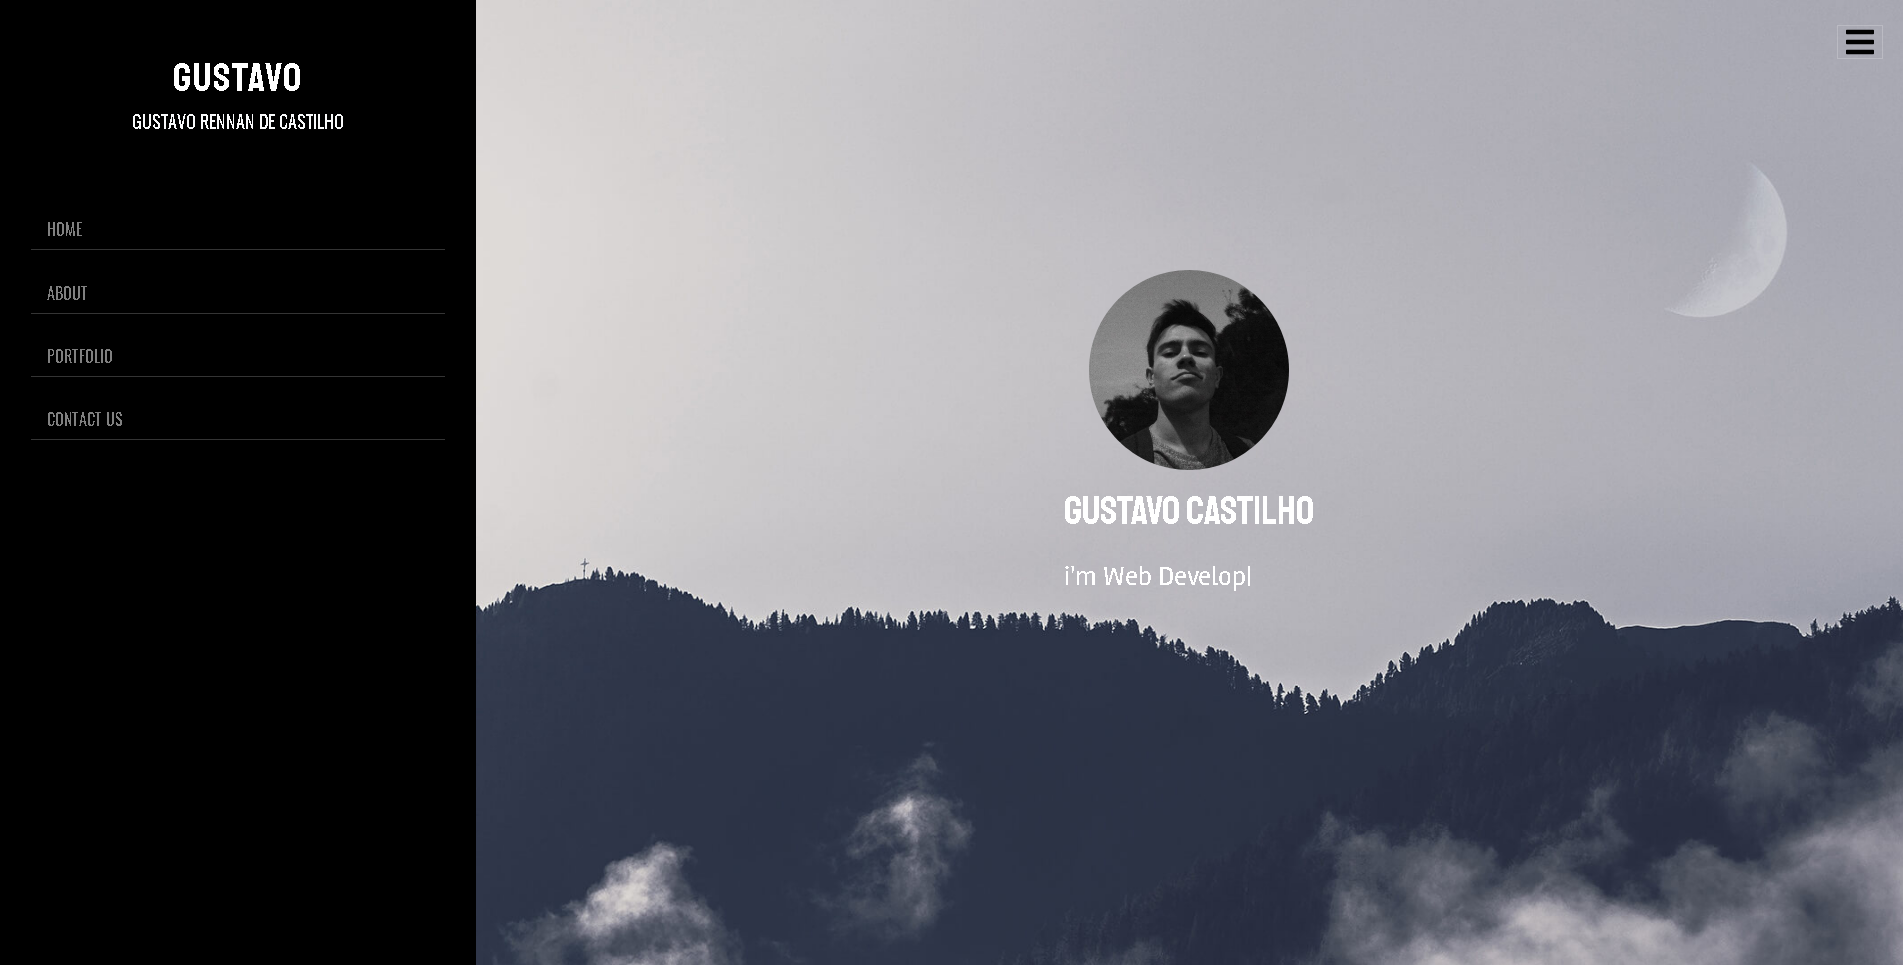 GUSTAVO
GUSTAVO RENNAN DE CASTILHO
HOME
ABOUT
PORTFOLIO
CONTACT US
GUSTAVO CASTILHO
i'm Web Develop|